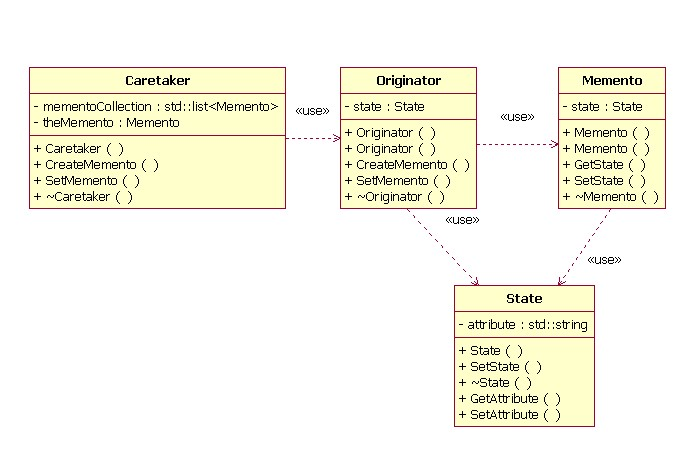 Caretaker
- mementoCollection : std::list<Memento>
- theMemento : Memento
+ Caretaker ( )
+ CreateMemento ( )
+ SetMemento ( )
+ ~Caretaker ( )
«use»
Originator
- state : State
+ Originator ( )
+ Originator ( )
+ CreateMemento ( )
+ SetMemento ( )
+ ~Originator ( )
«use»
Memento
- state : State
+ Memento ( )
+ Memento ( )
+ GetState ( )
+ SetState ( )
+ ~Memento ( )
«use»
«use»
State
- attribute : std::string
+ State ( )
+ SetState ( )
+ ~State ( )
+ GetAttribute ( )
+ SetAttribute ( )